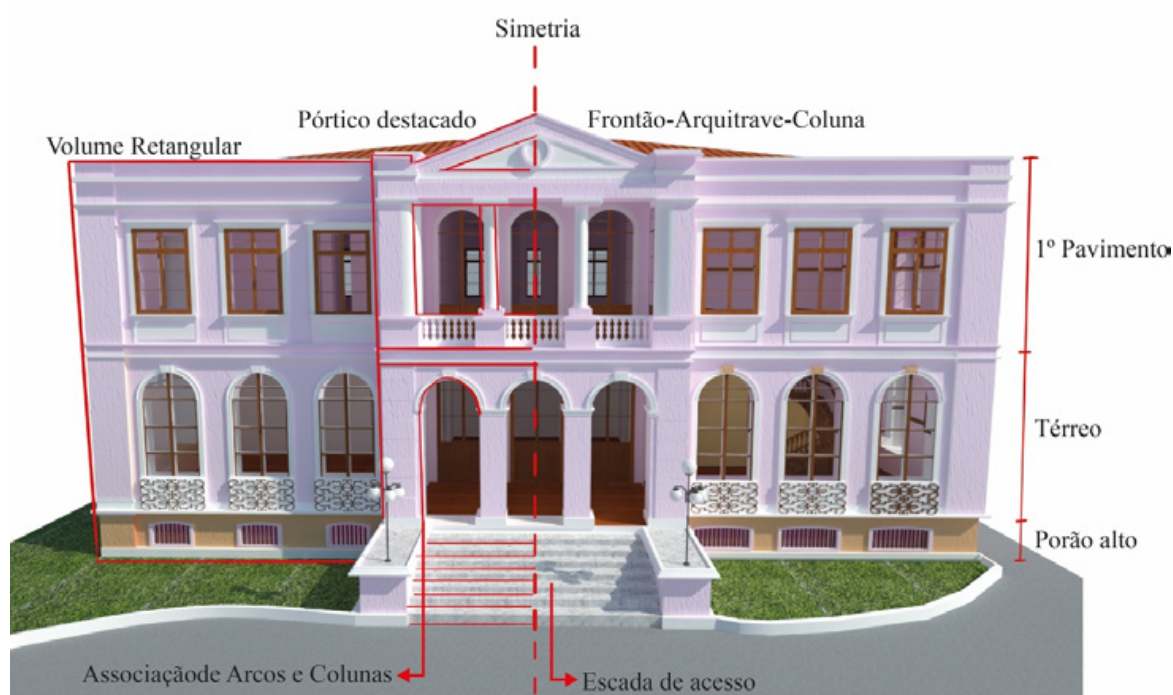 Simetria
Pórtico destacado
Frontão-Arquitrave-Coluna
Volume Retangular
1º Pavimento
Térreo
Porão alto
Associaçãode Arcos e Colunas
Escada de acesso